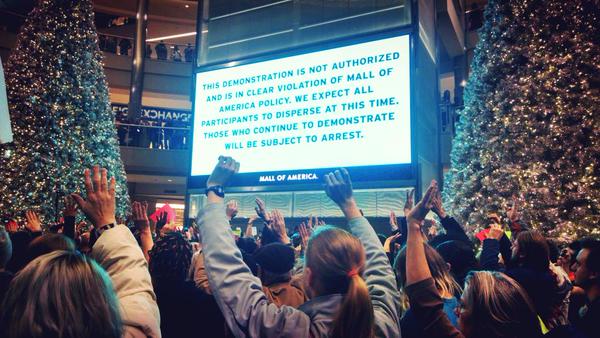 THIS DEMONSTRATION IS NOT AUTHORIZED
AND IS IN CLEAR VIOLATION OF MALL OF
AMERICA POLICY. WE EXPECT ALL
PARTICIPANTS TO DISPERSE AT THIS TIME.
THOSE WHO CONTINUE TO DEMONSTRATE
WILL BE SUBJECT TO ARREST.
MALL OF AMERICA.
EXCHANGE